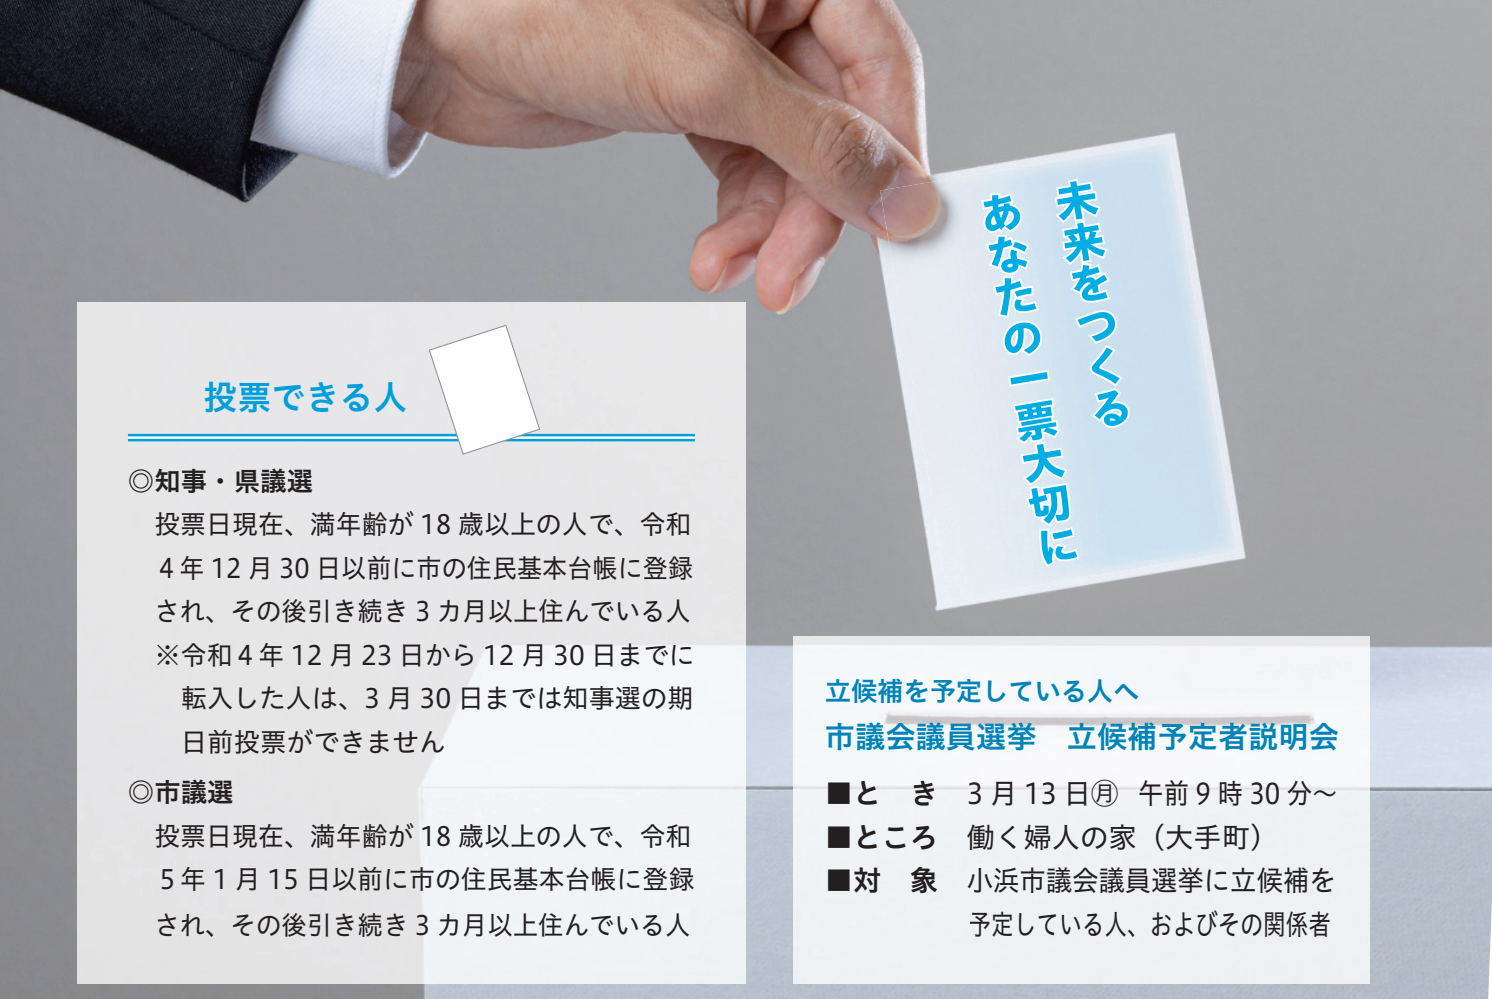 未来をつくる
あなたの一票大切に
投票できる人
◎知事・県議選
投票日現在、満年齢が 18 歳以上の人で、令和
4 年 12 月 30 日以前に市の住民基本台帳に登録
され、その後引き続き 3 カ月以上住んでいる人
※令和 4 年 12 月 23 日から 12 月 30 日までに
転入した人は、3 月 30 日までは知事選の期
日前投票ができません
◎市議選
投票日現在、満年齢が 18 歳以上の人で、令和
5 年 1 月 15 日以前に市の住民基本台帳に登録
され、その後引き続き 3 カ月以上住んでいる人
立候補を予定している人へ
市議会議員選挙　立候補予定者説明会
■と　き　3 月 13 日㊊ 午前 9 時 30 分～
■ところ　働く婦人の家（大手町）
■対　象　小浜市議会議員選挙に立候補を
予定している人、およびその関係者